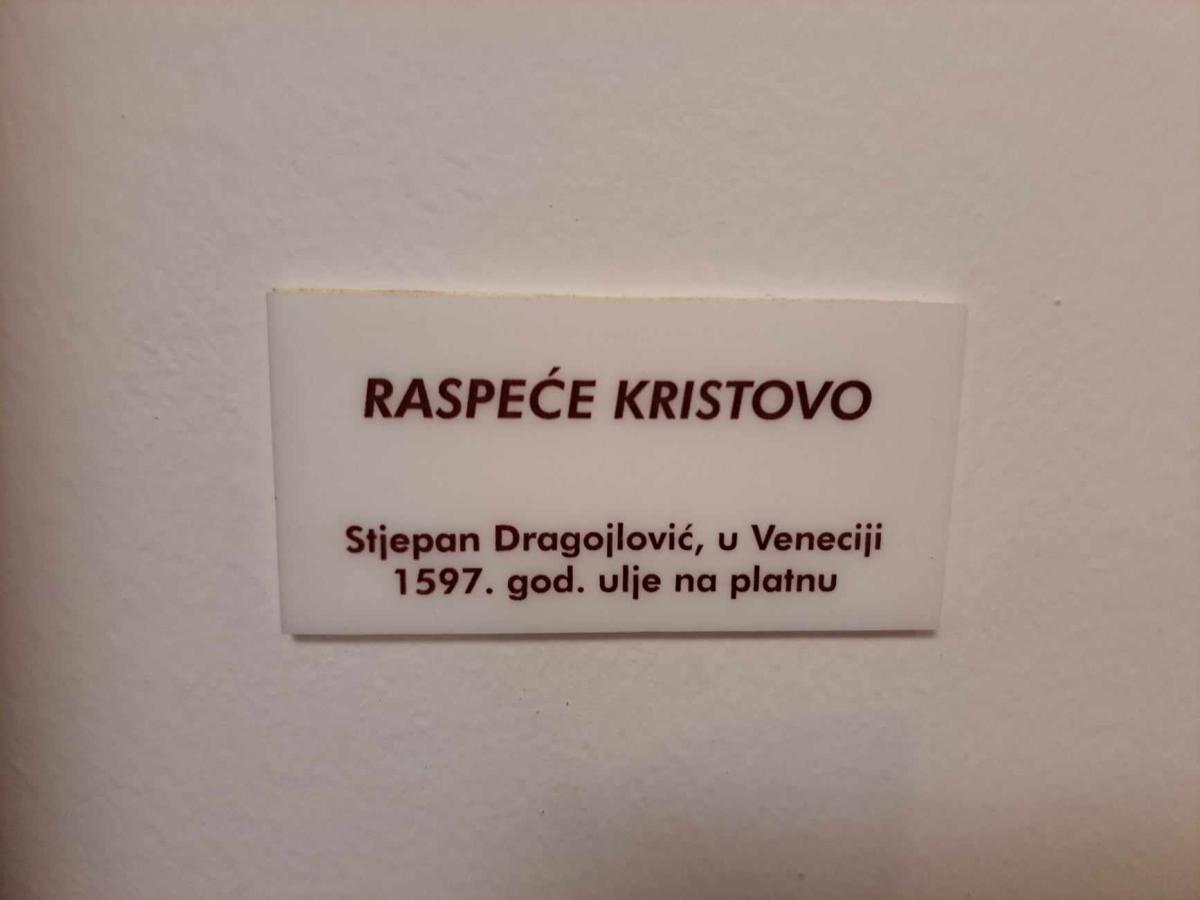 RASPEĆE KRISTOVO
Stjepan Dragojlović, u Veneciji
1597. god. ulje na platnu